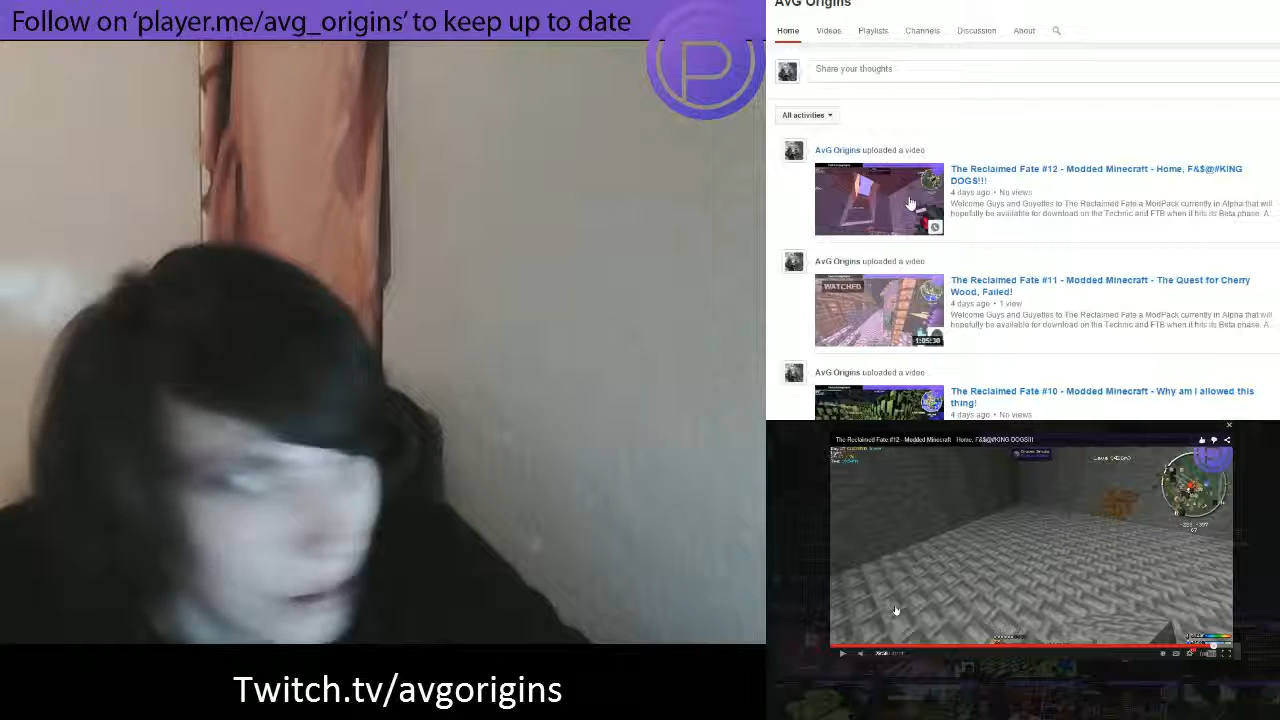 Follow on 'player.me/avg_origins' to keep up to date
P
AvG Origins
Home Videos Playlists Channels Discussion About
Share your thoughts
All activities
AvG Origins uploaded a video
The Reclaimed Fate #12 - Modded Minecraft - Home, F&$@#KING
DOGS!!!
4 days ago • No views
Welcome Guys and Guyettes to The Reclaimed Fate a ModPack currently in Alpha that will
hopefully be available for download on the Technic and FTB when it hits its Beta phase. A...
AvG Origins uploaded a video
WATCHED
1:05:30
The Reclaimed Fate #11 - Modded Minecraft - The Quest for Cherry
Wood, Failed!
4 days ago • 1 view
Welcome Guys and Guyettes to The Reclaimed Fate a ModPack currently in Alpha that will
hopefully be available for download on the Technic and FTB when it hits its Beta phase. A...
AvG Origins uploaded a video
The Reclaimed Fate #10 - Modded Minecraft - Why am I allowed this
thing!
4 days ago • No views
The Reclaimed Fate #12 - Modded Minecraft - Home, F&$@#KING DOGS!!!
Twitch.tv/avgorigins